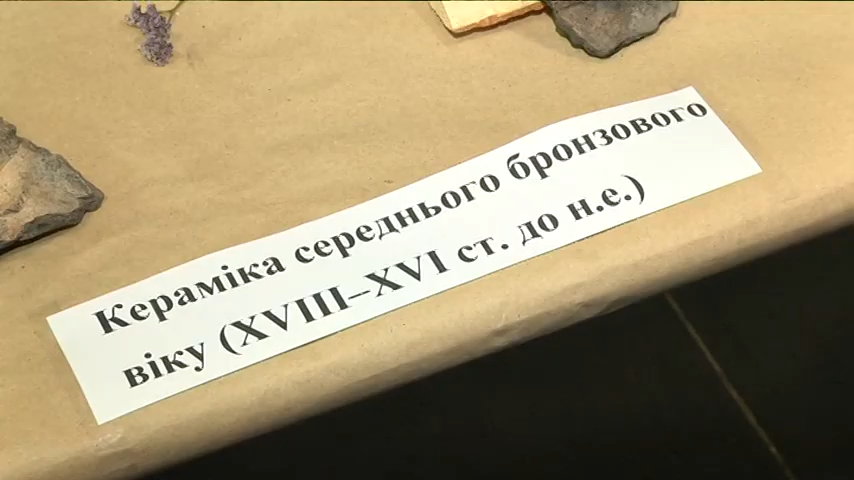 Кераміка середнього бронзового
віку (XVIII–XVI ст. до н.е.)